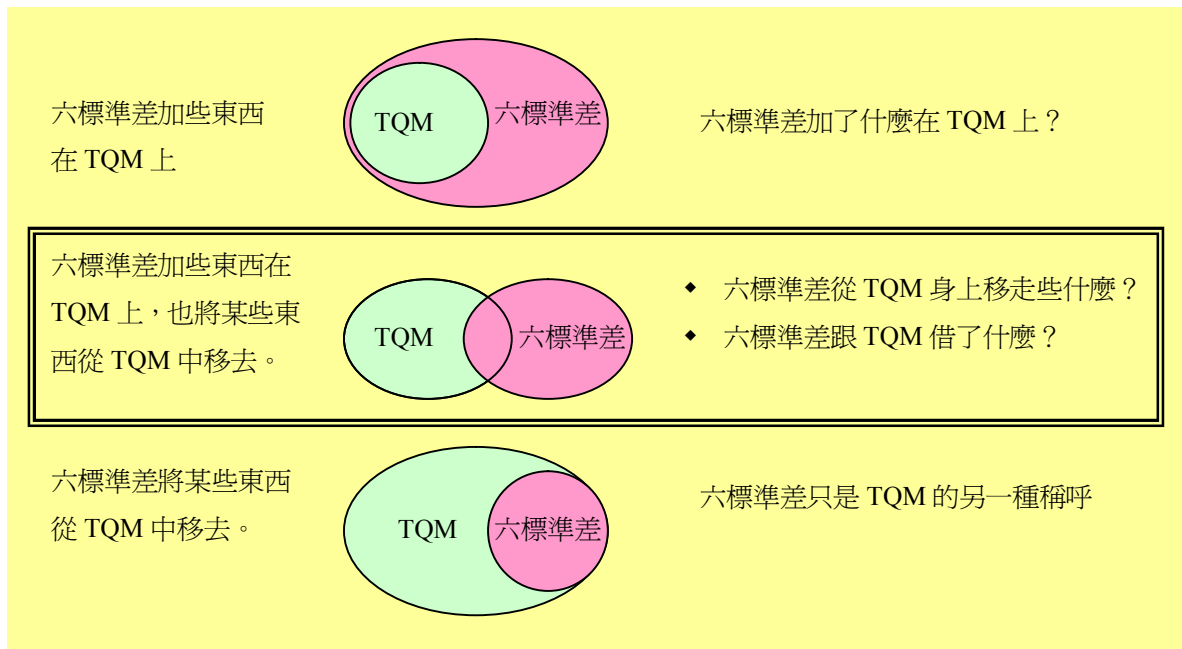 六標準差加些東西
在 TQM 上
TQM
六標準差
六標準差加了什麼在 TQM 上？
六標準差加些東西在
TQM 上，也將某些東
西從 TQM 中移去。
TQM
六標準差
◆ 六標準差從 TQM 身上移走些什麼？
◆ 六標準差跟 TQM 借了什麼？
六標準差將某些東西
從 TQM 中移去。
TQM
六標準差
六標準差只是 TQM 的另一種稱呼